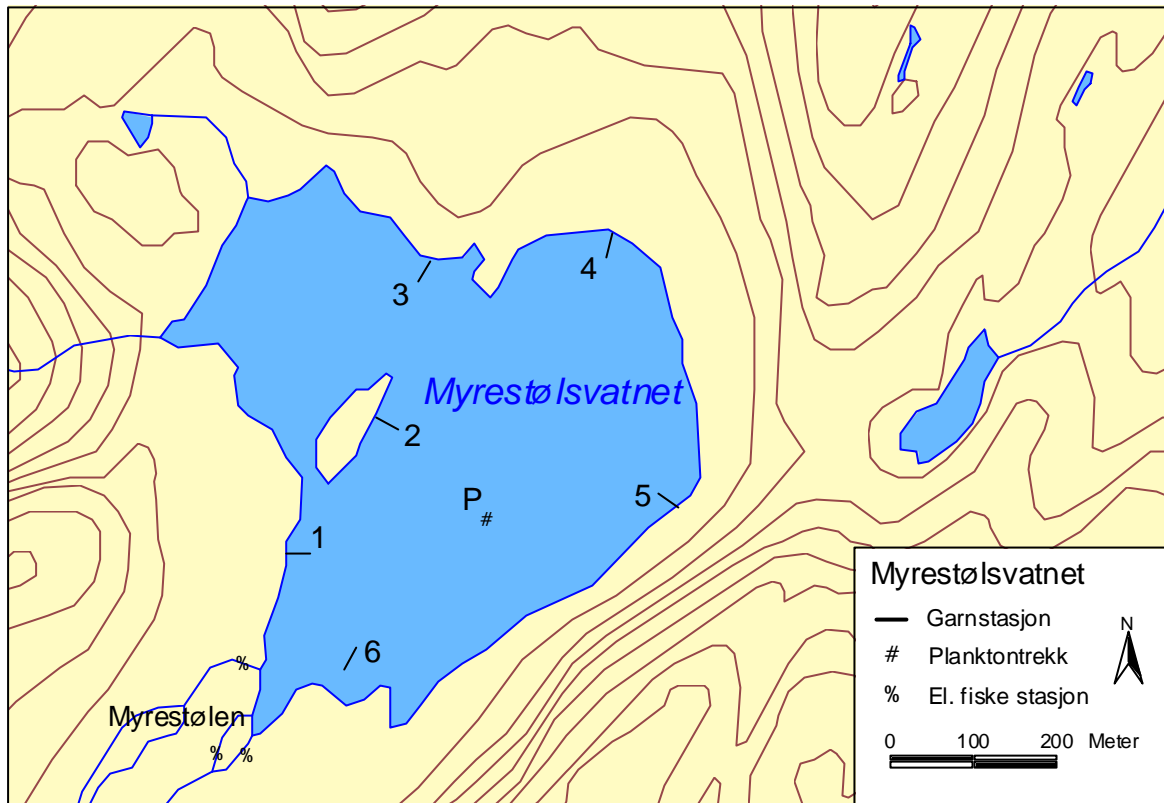 3
4
Myrestølsvatnet
2
P
#
5
1
6
%
Myrestølen
%
%
Myrestølsvatnet
Garnstasjon
# Planktontrekk
% El. fiske stasjon
N
0 100 200 Meter